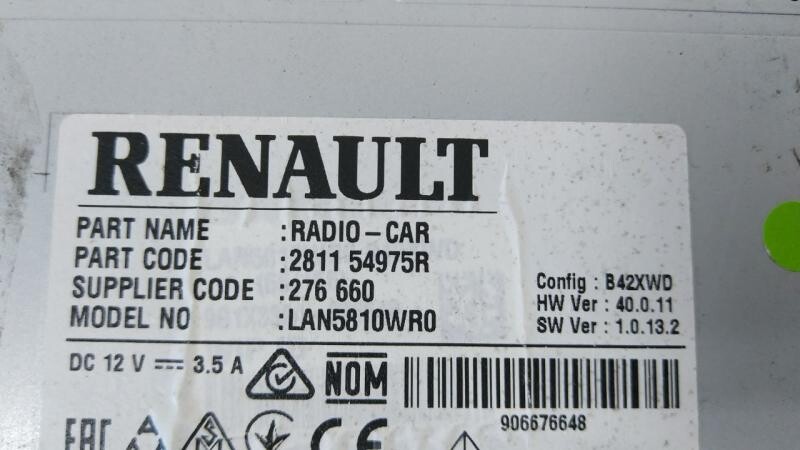 RENAULT
PART NAME :RADIO-CAR
PART CODE :2811 54975R
SUPPLIER CODE :276 660
MODEL NO :LAN5810WR0
Config : B42XWD
HW Ver : 40.0.11
SW Ver : 1.0.13.2
DC 12 V ⎓ 3.5 A
NOM
906676648
EAC
CE